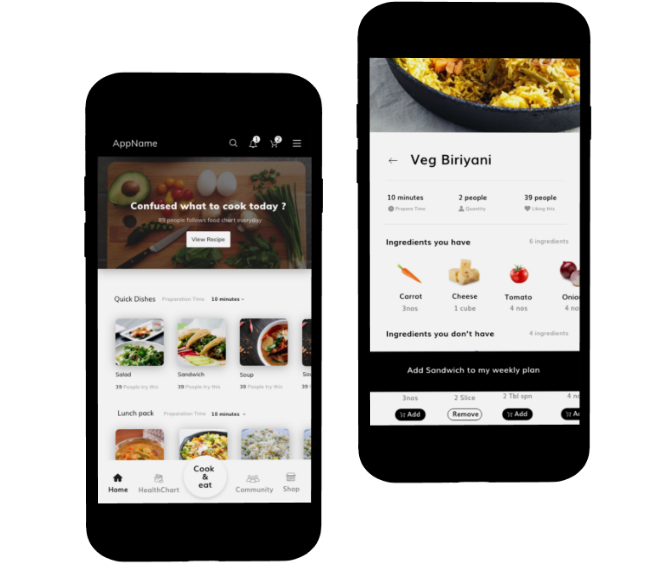 AppName
1
2
Confused what to cook today ?
89 people follows food chart everyday
View Recipe
Quick Dishes Preparation Time 10 minutes
Salad Sandwich Soup Sou
39 People try this 39 People try this 39 People try this 39
Lunch pack Preparation Time 10 minutes
Cook
&
eat
Home HealthChart Community Shop
← Veg Biriyani
10 minutes 2 people 39 people
Prepare Time Quantity Liking this
Ingredients you have 6 ingredients
Carrot Cheese Tomato Onio
3nos 1 cube 4 nos 4 no
Ingredients you don't have 4 ingredients
Add Sandwich to my weekly plan
3nos 2 Slice 2 Tbl spn 4 n
Add Remove Add A